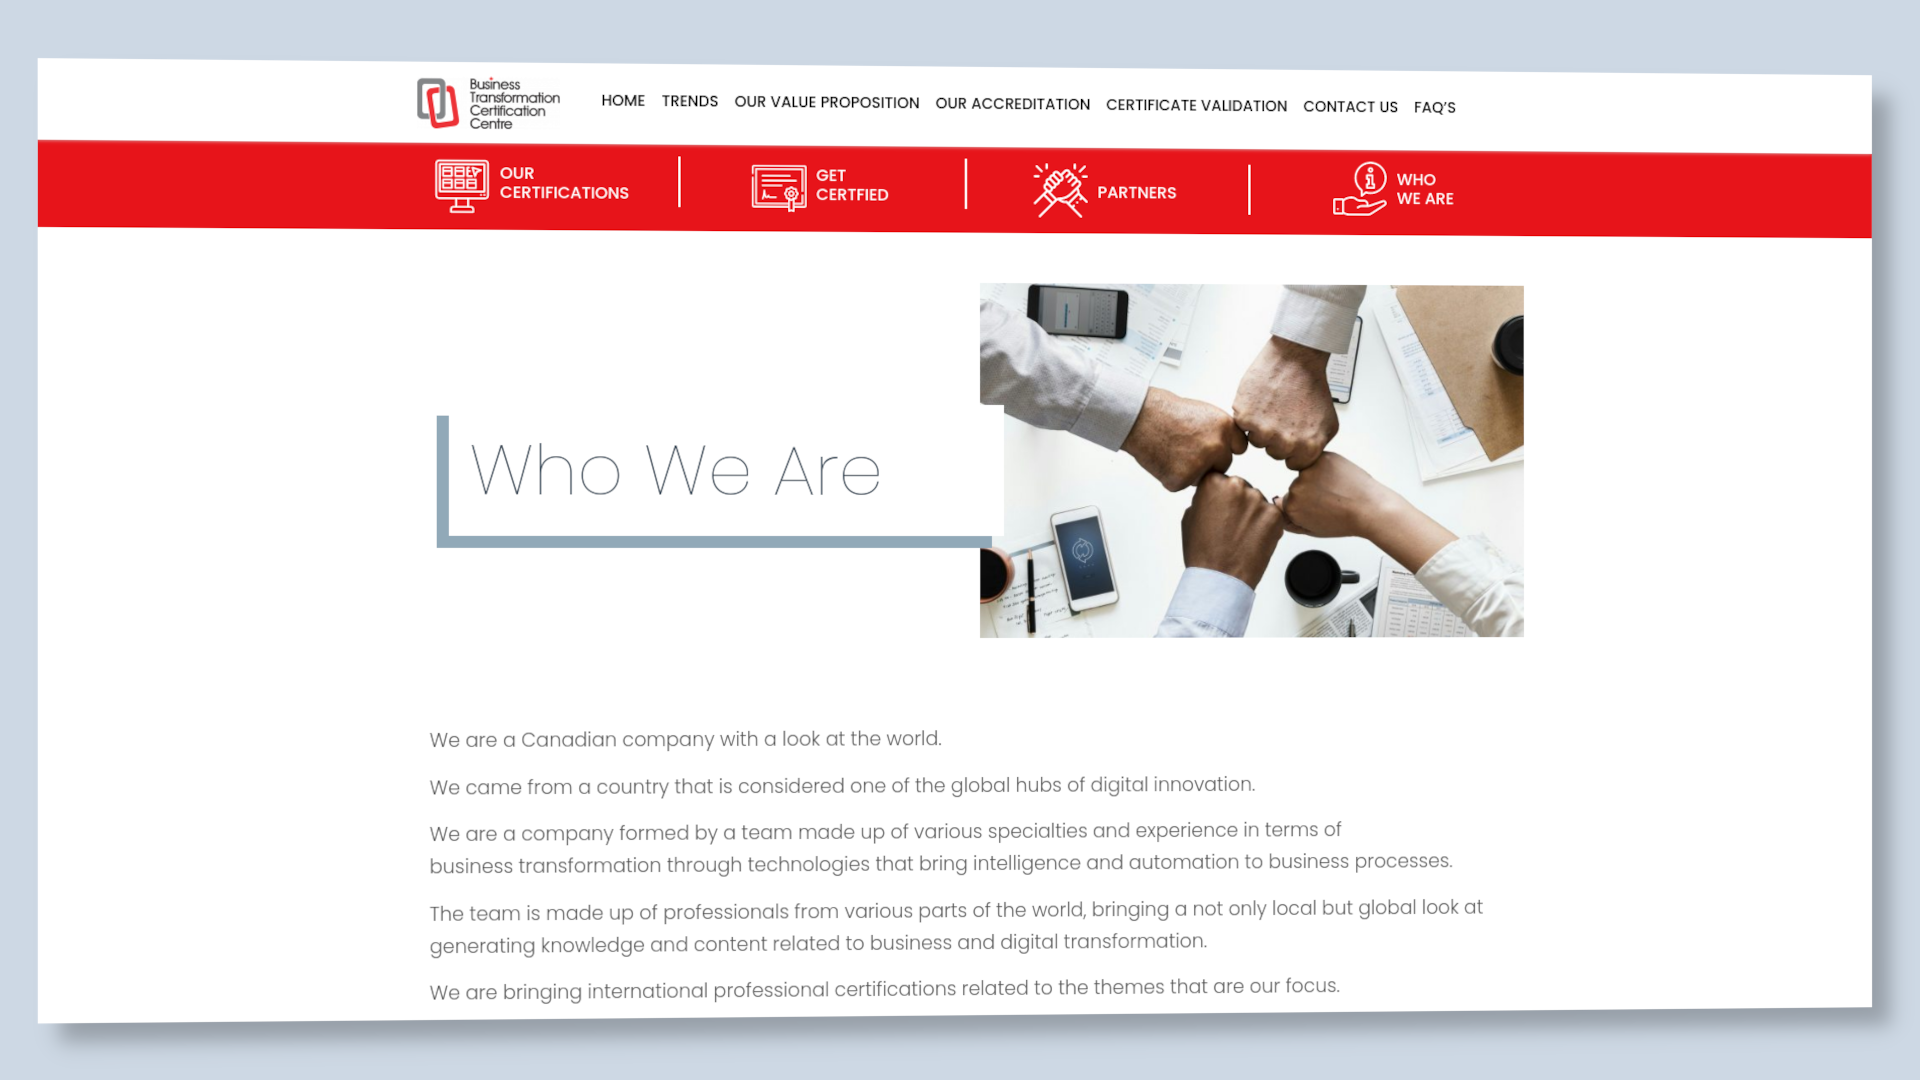 Business
Transformation
Certification
Centre
HOME TRENDS OUR VALUE PROPOSITION OUR ACCREDITATION CERTIFICATE VALIDATION CONTACT US FAQ'S
OUR
CERTIFICATIONS
GET
CERTFIED
PARTNERS
WHO
WE ARE
Who We Are
We are a Canadian company with a look at the world.
We came from a country that is considered one of the global hubs of digital innovation.
We are a company formed by a team made up of various specialties and experience in terms of
business transformation through technologies that bring intelligence and automation to business processes.
The team is made up of professionals from various parts of the world, bringing a not only local but global look at
generating knowledge and content related to business and digital transformation.
We are bringing international professional certifications related to the themes that are our focus.